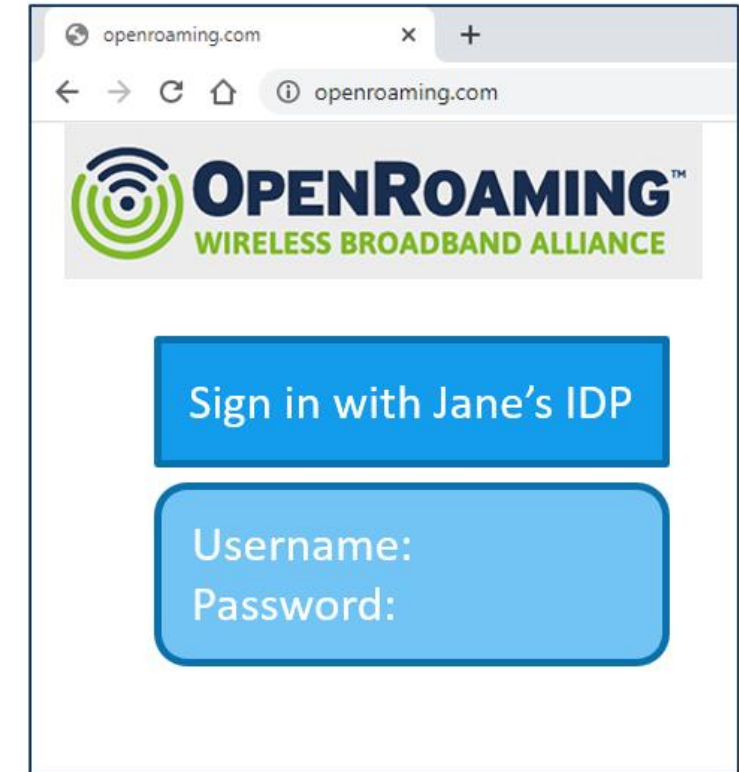 openroaming.com
openroaming.com
OPENROAMING™
WIRELESS BROADBAND ALLIANCE
Sign in with Jane's IDP
Username:
Password: